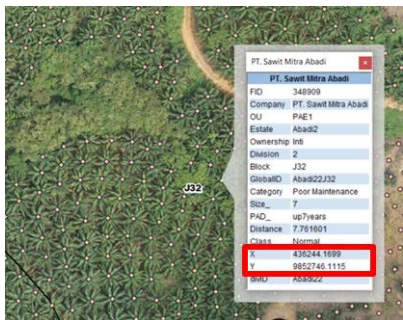 PT. Sawit Mitra Abadi
PT. Sawit Mitra Abadi
FID 348909
Company PT. Sawit Mitra Abadi
OU PAE1
Estate Abadi2
Ownership Inti
Division 2
Block J32
GlobalID Abadi22J32
Category Poor Maintenance
Size_ 7
PAD_ up7years
Distance 7.761601
Class Normal
X 436244.1699
Y 9852746.1115
Abadi22
J32